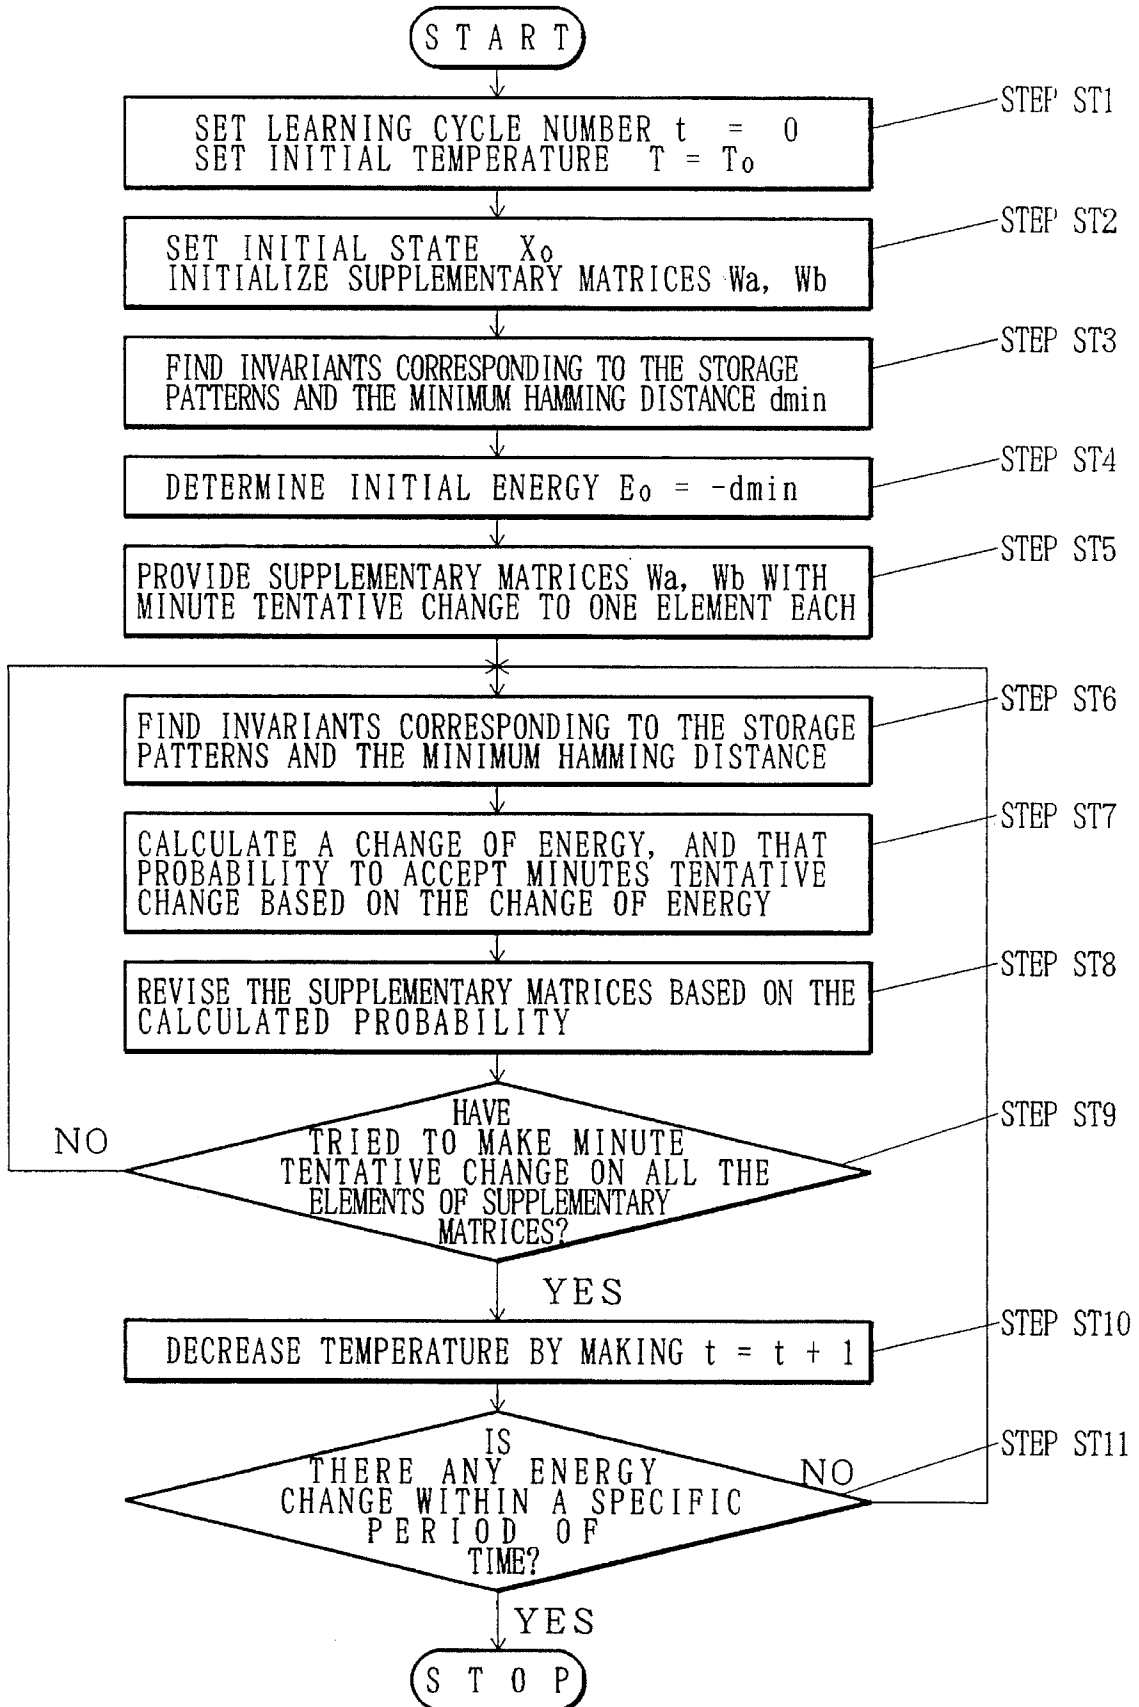 START
STEP ST1
SET LEARNING CYCLE NUMBER t = 0
SET INITIAL TEMPERATURE T = To
STEP ST2
SET INITIAL STATE Xo
INITIALIZE SUPPLEMENTARY MATRICES Wa, Wb
STEP ST3
FIND INVARIANTS CORRESPONDING TO THE STORAGE
PATTERNS AND THE MINIMUM HAMMING DISTANCE dmin
STEP ST4
DETERMINE INITIAL ENERGY Eo = -dmin
STEP ST5
PROVIDE SUPPLEMENTARY MATRICES Wa, Wb WITH
MINUTE TENTATIVE CHANGE TO ONE ELEMENT EACH
STEP ST6
FIND INVARIANTS CORRESPONDING TO THE STORAGE
PATTERNS AND THE MINIMUM HAMMING DISTANCE
STEP ST7
CALCULATE A CHANGE OF ENERGY, AND THAT
PROBABILITY TO ACCEPT MINUTES TENTATIVE
CHANGE BASED ON THE CHANGE OF ENERGY
STEP ST8
REVISE THE SUPPLEMENTARY MATRICES BASED ON THE
CALCULATED PROBABILITY
STEP ST9
HAVE
TRIED TO MAKE MINUTE
TENTATIVE CHANGE ON ALL THE
ELEMENTS OF SUPPLEMENTARY
MATRICES?
NO
YES
STEP ST10
DECREASE TEMPERATURE BY MAKING t = t + 1
STEP ST11
IS
THERE ANY ENERGY
CHANGE WITHIN A SPECIFIC
PERIOD OF
TIME?
NO
YES
STOP